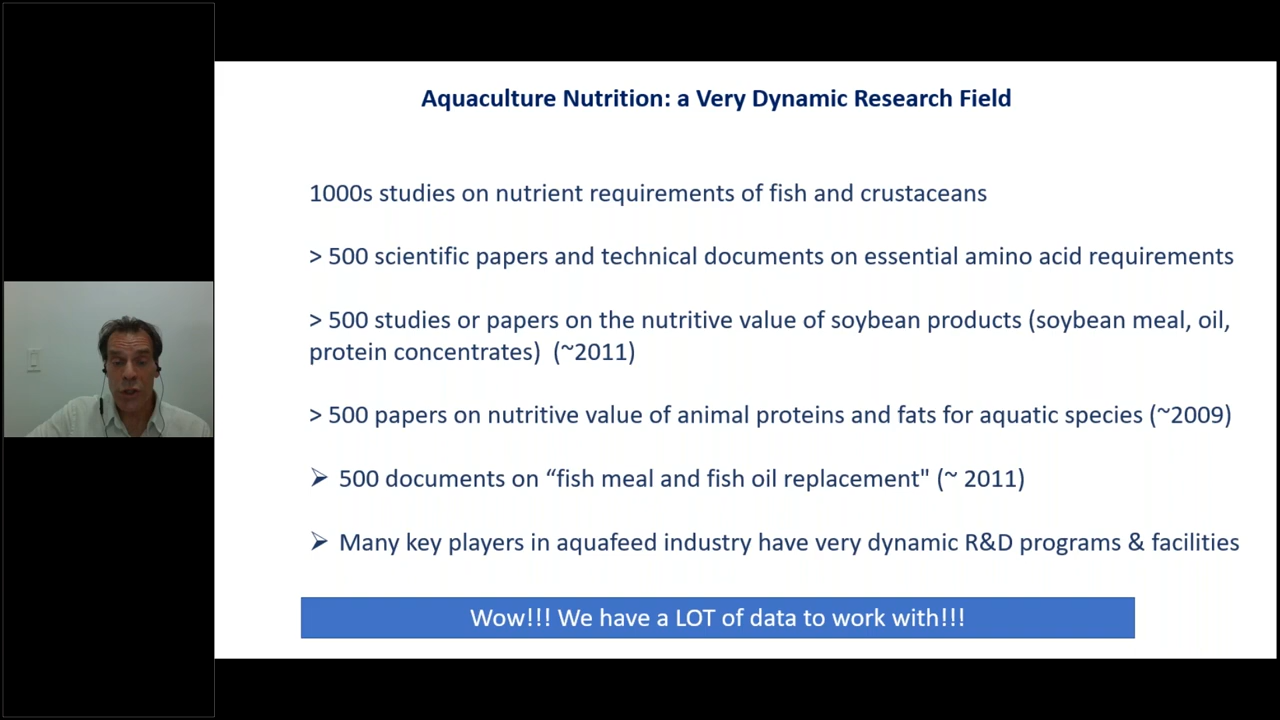 Aquaculture Nutrition: a Very Dynamic Research Field
1000s studies on nutrient requirements of fish and crustaceans
> 500 scientific papers and technical documents on essential amino acid requirements
> 500 studies or papers on the nutritive value of soybean products (soybean meal, oil,
protein concentrates)  (~2011)
> 500 papers on nutritive value of animal proteins and fats for aquatic species (~2009)
➢ 500 documents on “fish meal and fish oil replacement" (~ 2011)
➢ Many key players in aquafeed industry have very dynamic R&D programs & facilities
Wow!!! We have a LOT of data to work with!!!